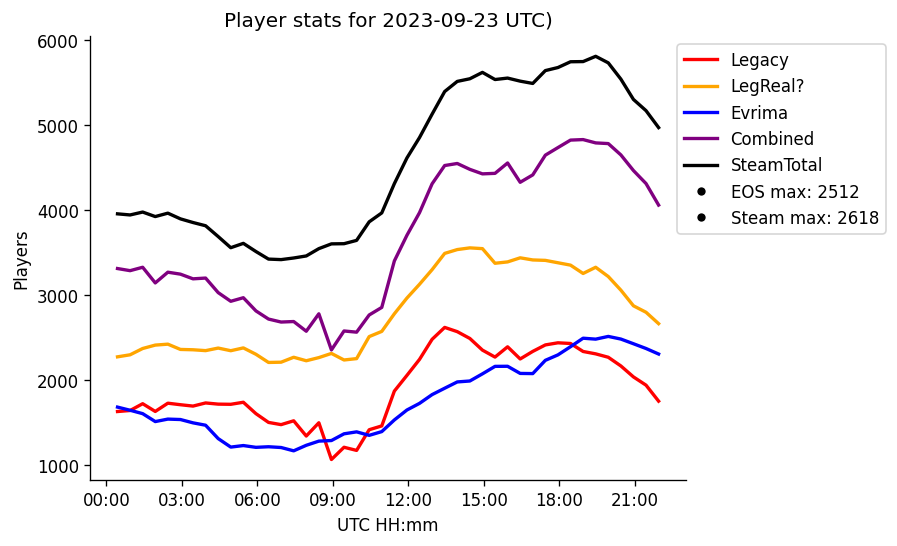 Player stats for 2023-09-23 UTC)
Players
6000
5000
4000
3000
2000
1000
00:00 03:00 06:00 09:00 12:00 15:00 18:00 21:00
UTC HH:mm
Legacy
LegReal?
Evrima
Combined
SteamTotal
EOS max: 2512
Steam max: 2618